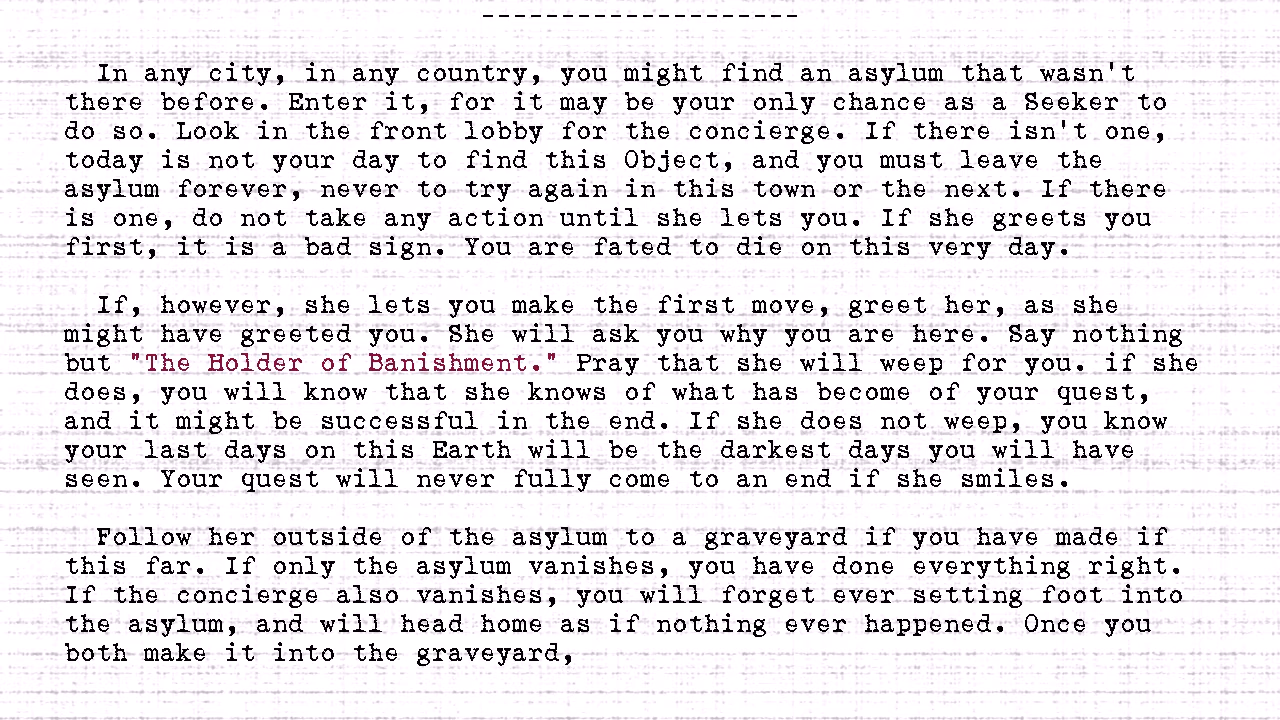 --------------------
In any city, in any country, you might find an asylum that wasn't
there before. Enter it, for it may be your only chance as a Seeker to
do so. Look in the front lobby for the concierge. If there isn't one,
today is not your day to find this Object, and you must leave the
asylum forever, never to try again in this town or the next. If there
is one, do not take any action until she lets you. If she greets you
first, it is a bad sign. You are fated to die on this very day.
If, however, she lets you make the first move, greet her, as she
might have greeted you. She will ask you why you are here. Say nothing
but "The Holder of Banishment." Pray that she will weep for you. if she
does, you will know that she knows of what has become of your quest,
and it might be successful in the end. If she does not weep, you know
your last days on this Earth will be the darkest days you will have
seen. Your quest will never fully come to an end if she smiles.
Follow her outside of the asylum to a graveyard if you have made if
this far. If only the asylum vanishes, you have done everything right.
If the concierge also vanishes, you will forget ever setting foot into
the asylum, and will head home as if nothing ever happened. Once you
both make it into the graveyard,